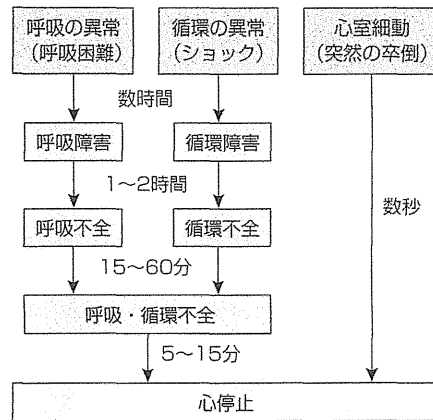 呼吸の異常
(呼吸困難)
循環の異常
(ショック)
心室細動
(突然の卒倒)
数時間
呼吸障害
循環障害
1〜2時間
数秒
呼吸不全
循環不全
15〜60分
呼吸・循環不全
5〜15分
心停止